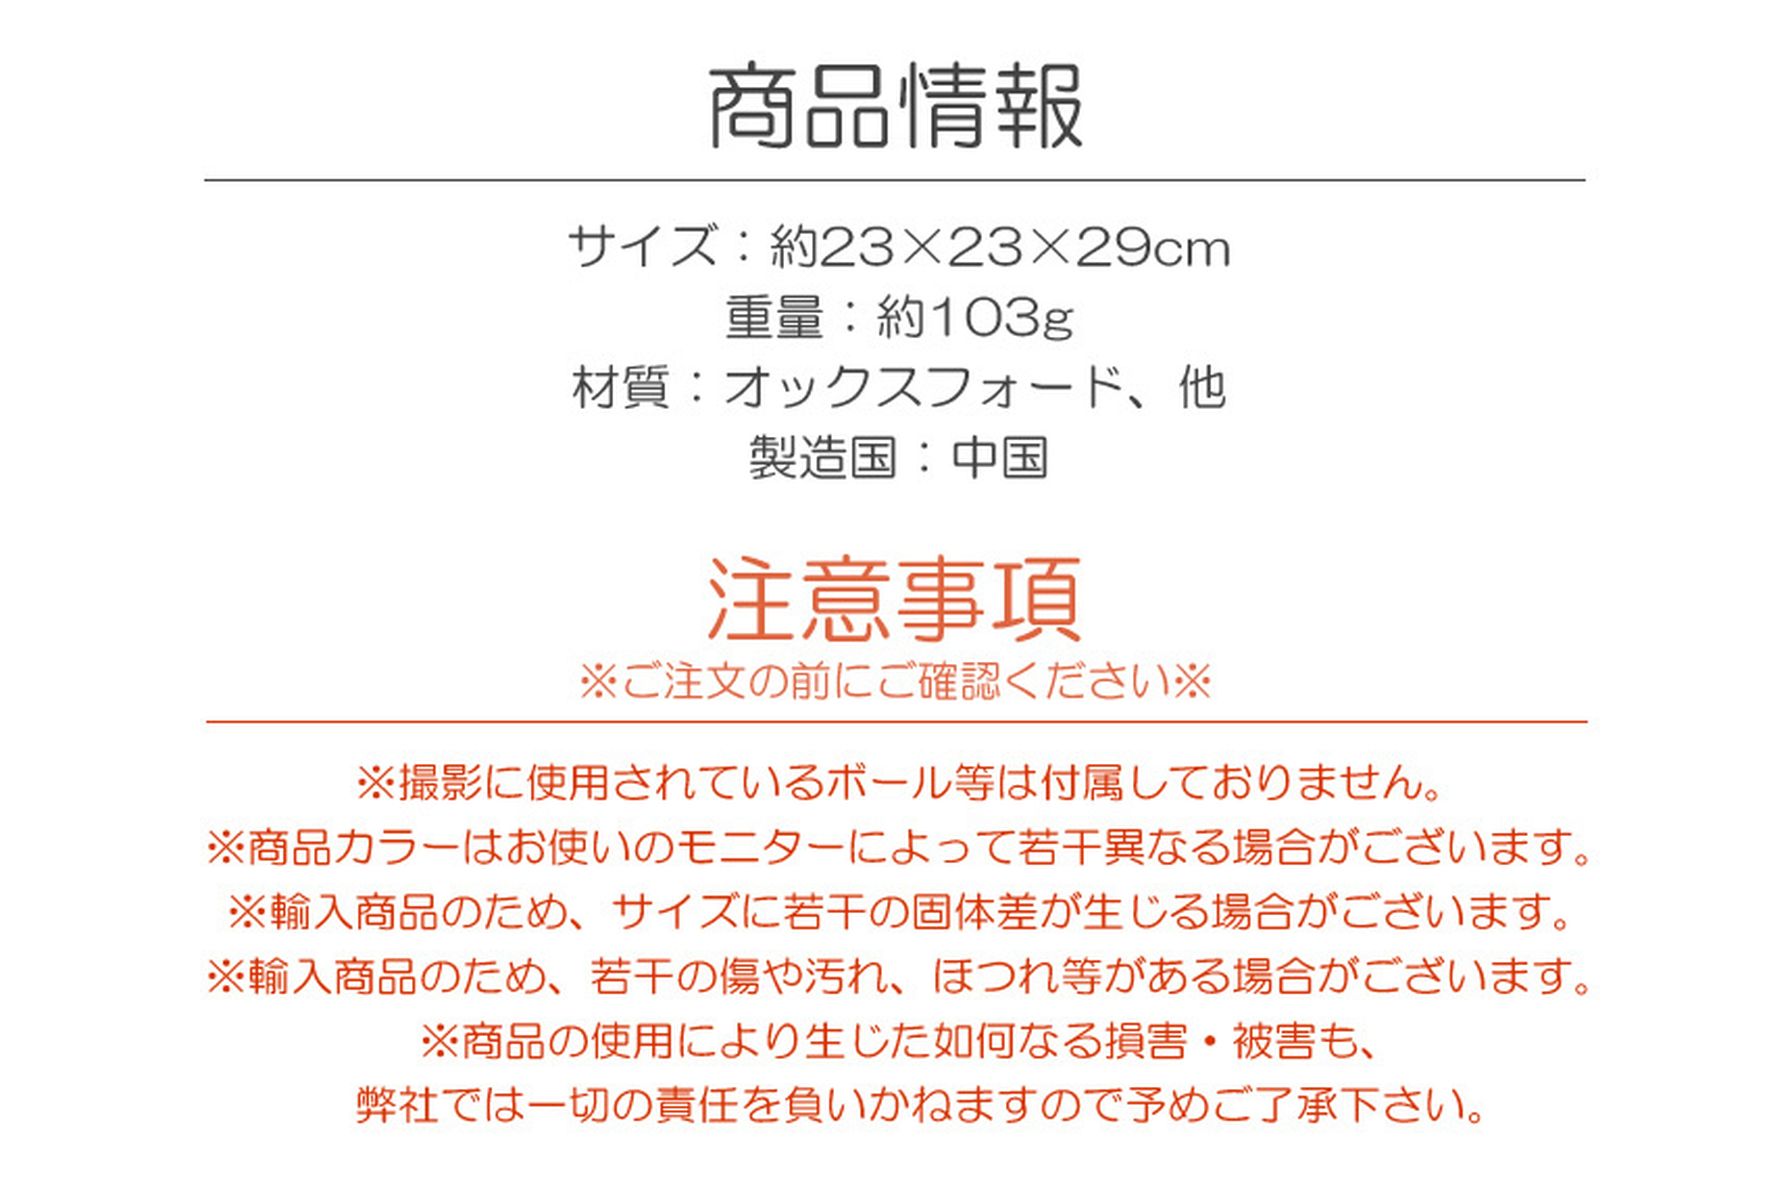 商品情報
サイズ：約23×23×29cm
重量：約103g
材質：オックスフォード、他
製造国：中国
注意事項
※ご注文の前にご確認ください※
※撮影に使用されているボール等は付属しておりません。
※商品カラーはお使いのモニターによって若干異なる場合がございます。
※輸入商品のため、サイズに若干の固体差が生じる場合がございます。
※輸入商品のため、若干の傷や汚れ、ほつれ等がある場合がございます。
※商品の使用により生じた如何なる損害・被害も、
弊社では一切の責任を負いかねますので予めご了承下さい。